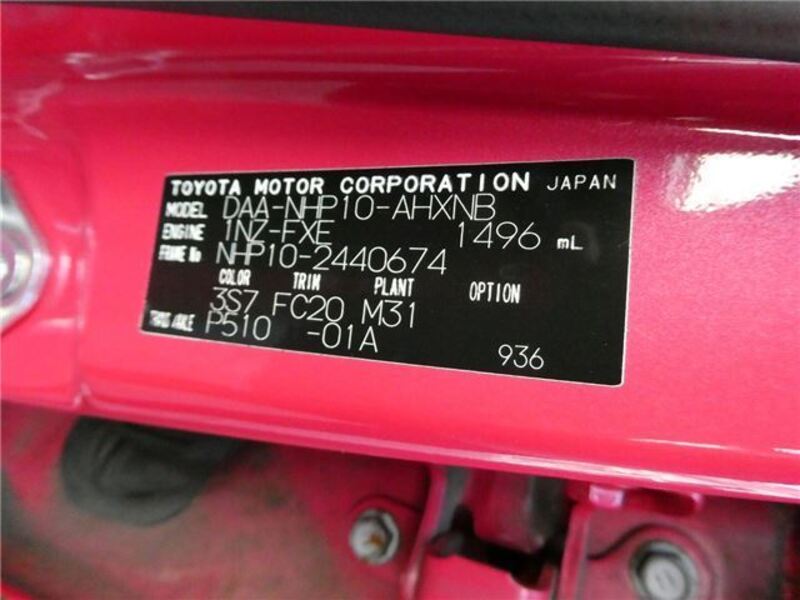 TOYOTA MOTOR CORPORATION JAPAN
MODEL DAA-NHP10-AHXNB
ENGINE 1NZ-FXE 1496 mL
FRAME No NHP10-2440674
COLOR TRIM PLANT OPTION
3S7 FC20 M31
TRANS AXLE P510 -01A
936